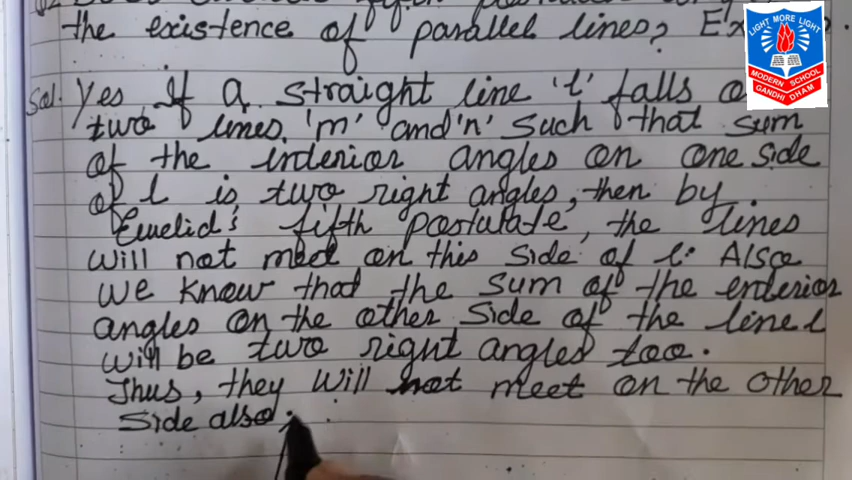 the existence of parallel lines? Ex
Sol. Yes If a straight line 'l' falls o
two lines 'm' and 'n' such that sum
of the interior angles on one side
of l is two right angles, then by
Euclid's fifth postulate, the lines
will not meet on this side of l. Also
we know that the sum of the interior
angles on the other side of the line l
will be two right angles too.
Thus, they will not meet on the other
side also.
LIGHT MORE LIGHT
MODERN SCHOOL
GANDHI DHAM